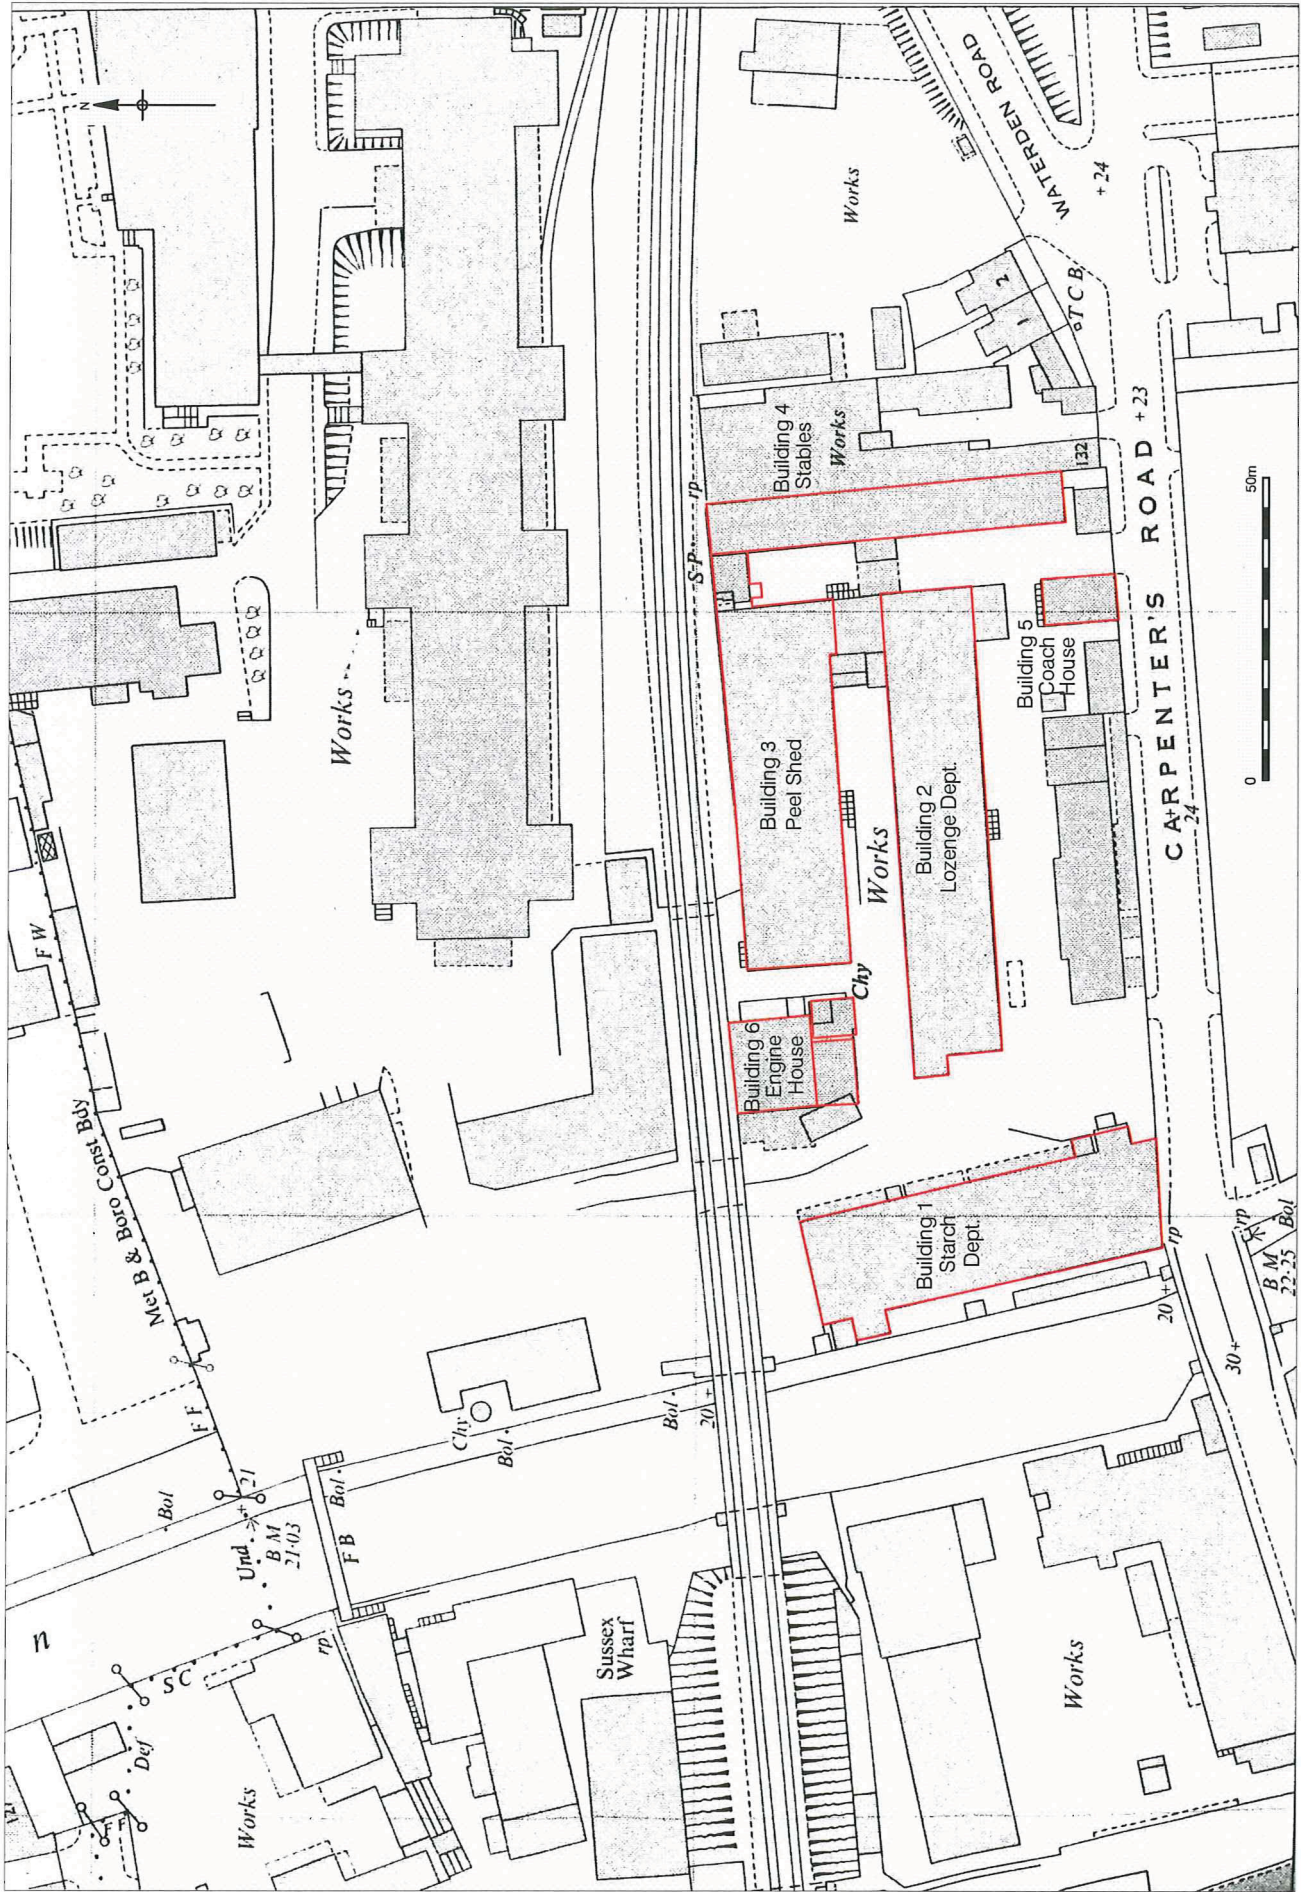 N
WATERDEN ROAD
+ 24
Works
2
1
T C B
Building 4
Stables
Works
132
rp
S-P
+23
CARPENTER'S ROAD
50m
0
Building 5
Coach
House
Building 3
Peel Shed
Building 2
Lozenge Dept.
Works
Chy
Building 6
Engine
House
Building 1
Starch
Dept.
+
24
rp
rp
Bol
B M
22·25
20 +
30+
Works
F W
Met B & Boro Const Bdy
F F
Chy
Bol
Bol
20 +
Bol
+ 21
Und
B M
21·03
Bol
F B
n
S C
rp
Def
Works
Sussex
Wharf
Works